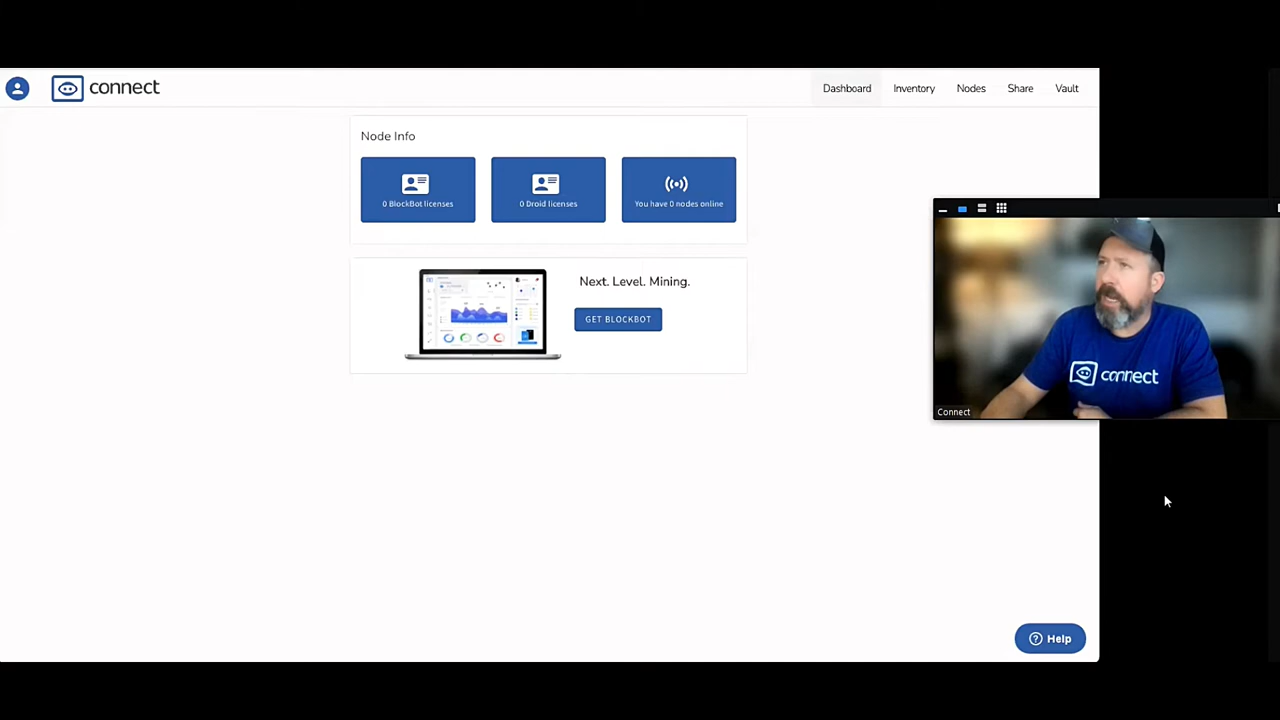 connect
Dashboard
Inventory
Nodes
Share
Vault
Node Info
0 BlockBot licenses
0 Droid licenses
You have 0 nodes online
Next. Level. Mining.
GET BLOCKBOT
connect
Connect
Help